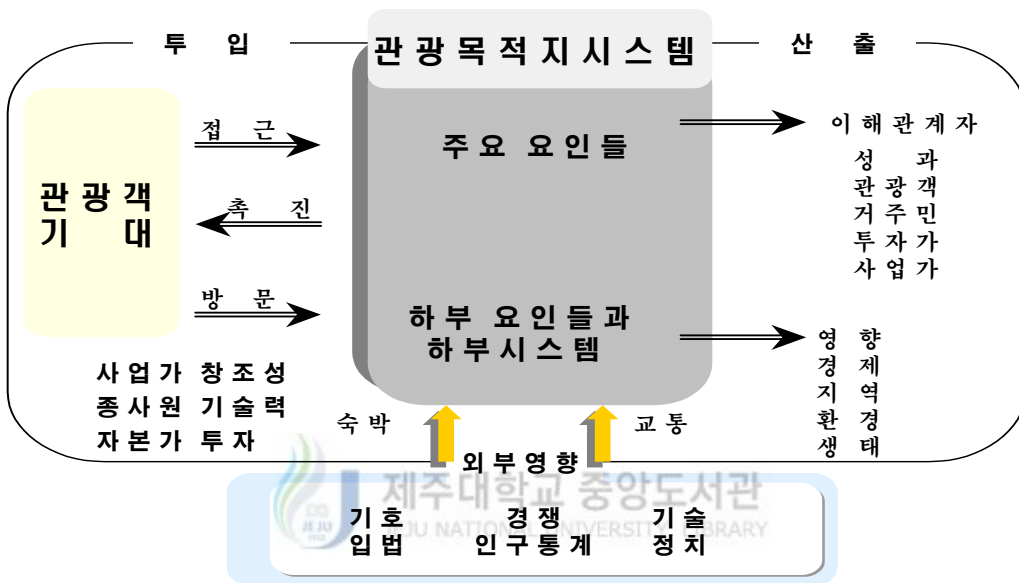 투 입
관광목적지시스템
산 출
접 근
주요 요인들
이해관계자
성 과
관광객
거주민
투자가
사업가
관광객
기 대
촉 진
방 문
하부 요인들과
하부시스템
영 향
경 제
지 역
환 경
생 태
사업가 창조성
종사원 기술력
자본가 투자
숙박
교통
외부영향
제주대학교 중앙도서관
JEJU NATIONAL UNIVERSITY LIBRARY
JEJU
1952
기호 경쟁 기술
입법 인구통계 정치